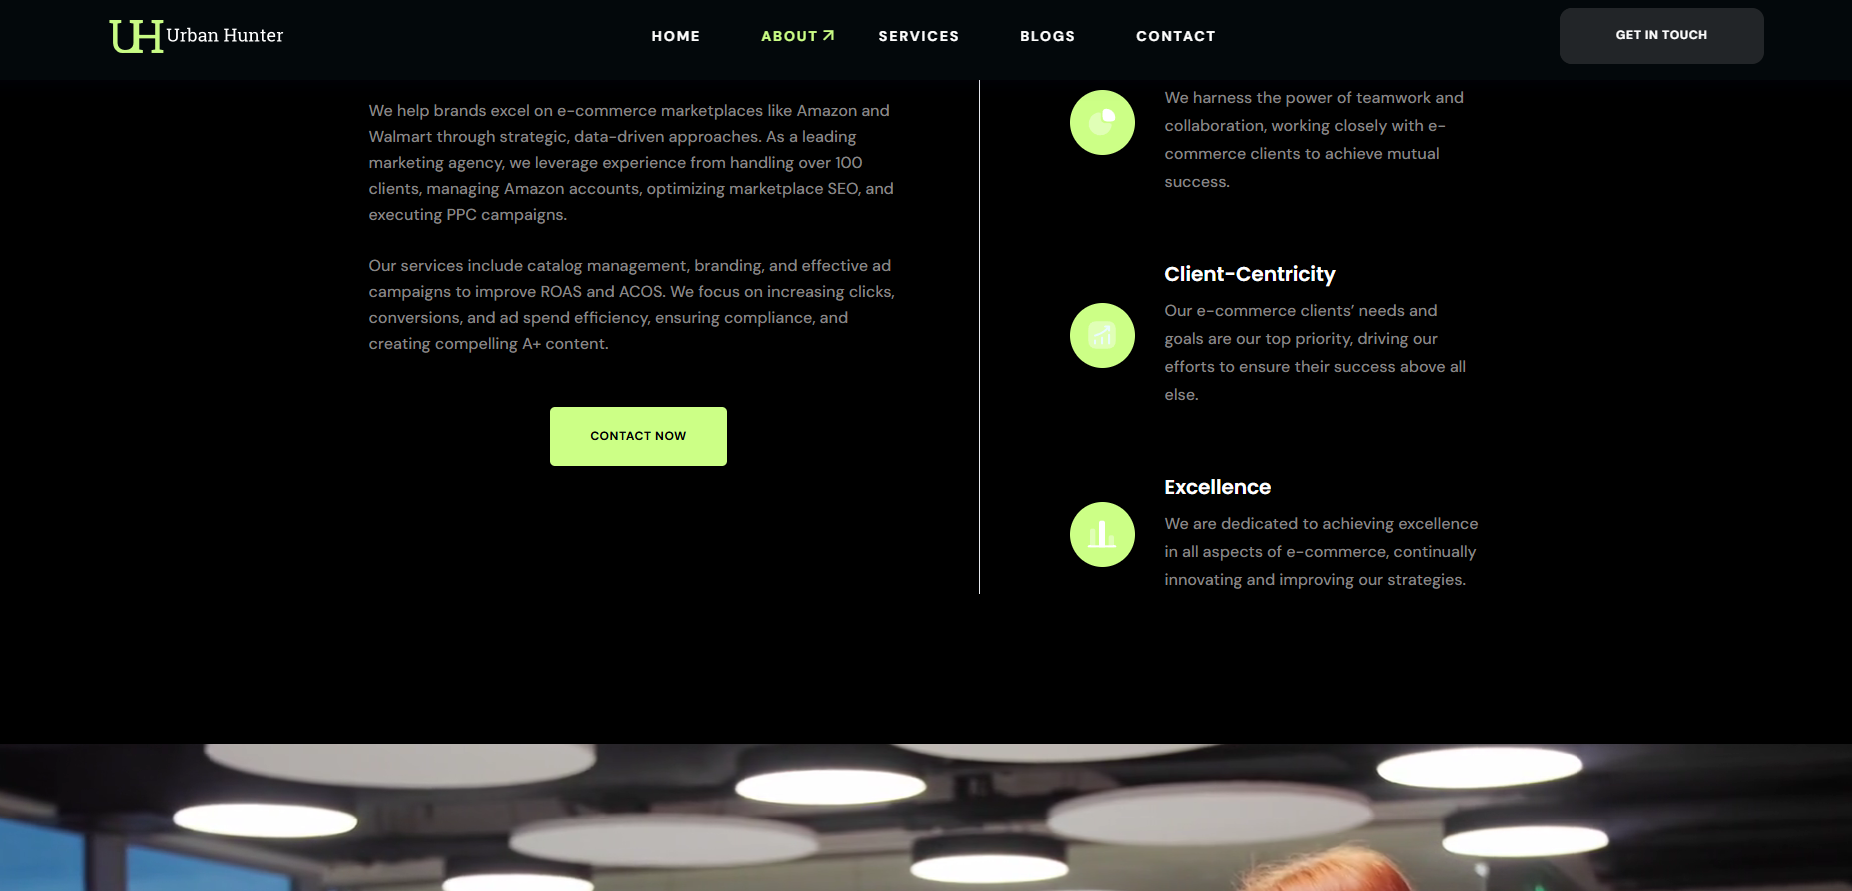 UH Urban Hunter
HOME
ABOUT
SERVICES
BLOGS
CONTACT
GET IN TOUCH
We help brands excel on e-commerce marketplaces like Amazon and
Walmart through strategic, data-driven approaches. As a leading
marketing agency, we leverage experience from handling over 100
clients, managing Amazon accounts, optimizing marketplace SEO, and
executing PPC campaigns.
Our services include catalog management, branding, and effective ad
campaigns to improve ROAS and ACOS. We focus on increasing clicks,
conversions, and ad spend efficiency, ensuring compliance, and
creating compelling A+ content.
CONTACT NOW
We harness the power of teamwork and
collaboration, working closely with e-
commerce clients to achieve mutual
success.
Client-Centricity
Our e-commerce clients’ needs and
goals are our top priority, driving our
efforts to ensure their success above all
else.
Excellence
We are dedicated to achieving excellence
in all aspects of e-commerce, continually
innovating and improving our strategies.